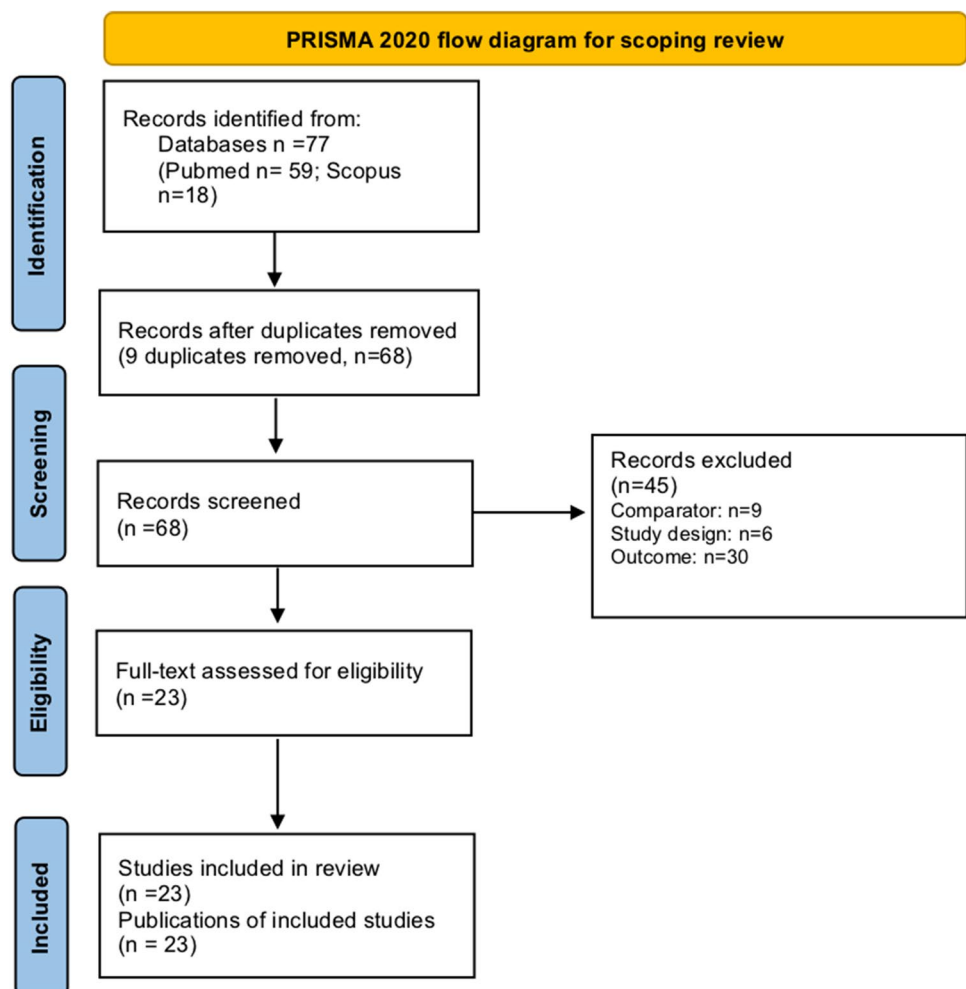 PRISMA 2020 flow diagram for scoping review
Identification
Records identified from:
Databases n =77
(Pubmed n= 59; Scopus
n=18)
Records after duplicates removed
(9 duplicates removed, n=68)
Screening
Records screened
(n =68)
Records excluded
(n=45)
Comparator: n=9
Study design: n=6
Outcome: n=30
Eligibility
Full-text assessed for eligibility
(n =23)
Included
Studies included in review
(n =23)
Publications of included studies
(n = 23)